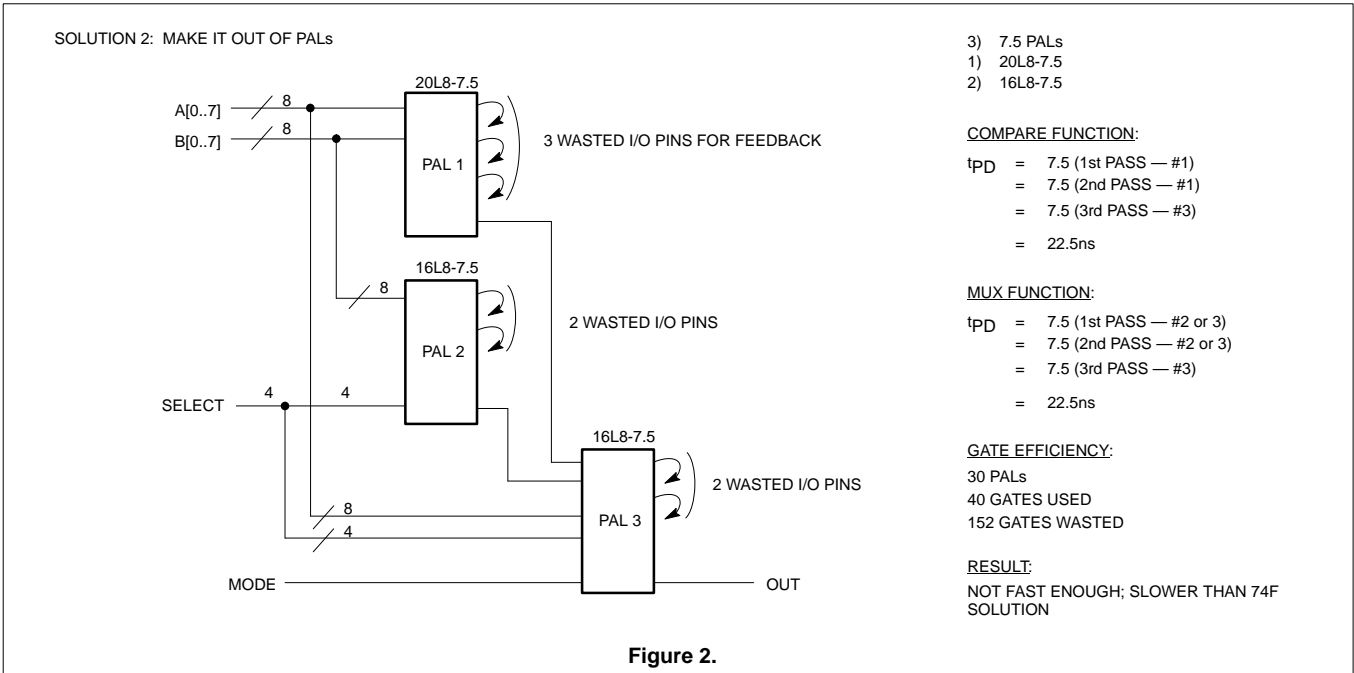 SOLUTION 2: MAKE IT OUT OF PALs
20L8-7.5
A[0..7]
8
B[0..7]
8
PAL 1
3 WASTED I/O PINS FOR FEEDBACK
16L8-7.5
8
PAL 2
2 WASTED I/O PINS
SELECT
4
4
16L8-7.5
PAL 3
2 WASTED I/O PINS
8
4
MODE
OUT
3) 7.5 PALs
1) 20L8-7.5
2) 16L8-7.5
COMPARE FUNCTION:
tPD = 7.5 (1st PASS — #1)
= 7.5 (2nd PASS — #1)
= 7.5 (3rd PASS — #3)
= 22.5ns
MUX FUNCTION:
tPD = 7.5 (1st PASS — #2 or 3)
= 7.5 (2nd PASS — #2 or 3)
= 7.5 (3rd PASS — #3)
= 22.5ns
GATE EFFICIENCY:
30 PALs
40 GATES USED
152 GATES WASTED
RESULT:
NOT FAST ENOUGH; SLOWER THAN 74F
SOLUTION
Figure 2.